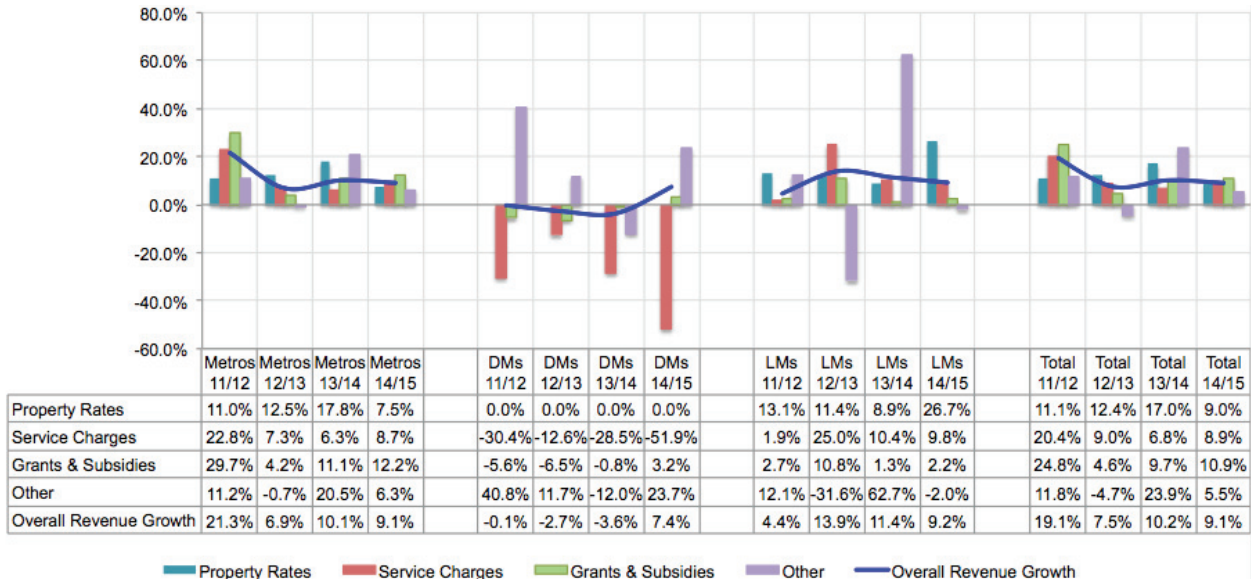 80.0%
60.0%
40.0%
20.0%
0.0%
-20.0%
-40.0%
-60.0%
Metros Metros Metros Metros DMs DMs DMs DMs LMs LMs LMs LMs Total Total Total Total
11/12 12/13 13/14 14/15 11/12 12/13 13/14 14/15 11/12 12/13 13/14 14/15 11/12 12/13 13/14 14/15
Property Rates 11.0% 12.5% 17.8% 7.5% 0.0% 0.0% 0.0% 0.0% 13.1% 11.4% 8.9% 26.7% 11.1% 12.4% 17.0% 9.0%
Service Charges 22.8% 7.3% 6.3% 8.7% -30.4% -12.6% -28.5% -51.9% 1.9% 25.0% 10.4% 9.8% 20.4% 9.0% 6.8% 8.9%
Grants & Subsidies 29.7% 4.2% 11.1% 12.2% -5.6% -6.5% -0.8% 3.2% 2.7% 10.8% 1.3% 2.2% 24.8% 4.6% 9.7% 10.9%
Other 11.2% -0.7% 20.5% 6.3% 40.8% 11.7% -12.0% 23.7% 12.1% -31.6% 62.7% -2.0% 11.8% -4.7% 23.9% 5.5%
Overall Revenue Growth 21.3% 6.9% 10.1% 9.1% -0.1% -2.7% -3.6% 7.4% 4.4% 13.9% 11.4% 9.2% 19.1% 7.5% 10.2% 9.1%
Property Rates Service Charges Grants & Subsidies Other Overall Revenue Growth